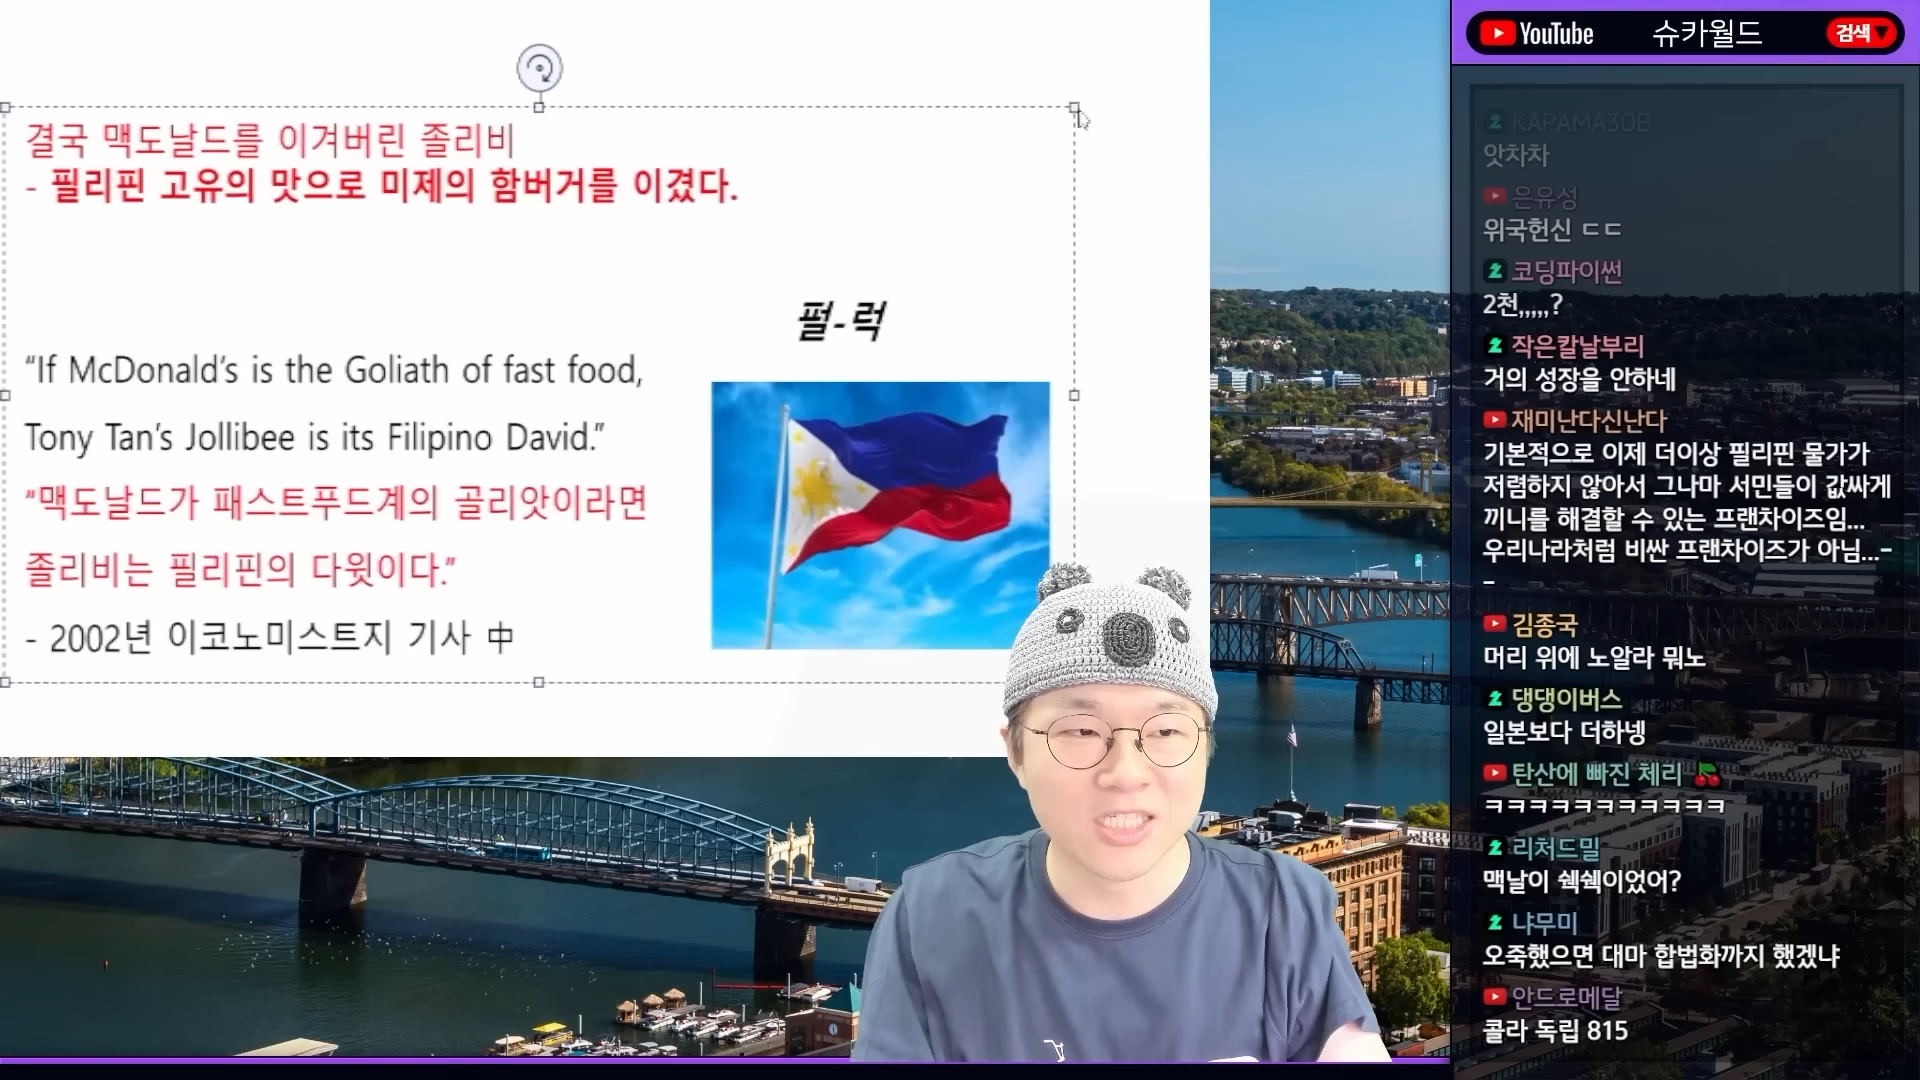 결국 맥도날드를 이겨버린 졸리비
- 필리핀 고유의 맛으로 미제의 함버거를 이겼다.
펄-럭
“If McDonald’s is the Goliath of fast food,
Tony Tan’s Jollibee is its Filipino David.”
“맥도날드가 패스트푸드계의 골리앗이라면
졸리비는 필리핀의 다윗이다.”
- 2002년 이코노미스트지 기사 中
YouTube 슈카월드 검색
KAPAMA3OB
앗차차
은유성
위국헌신 ㄷㄷ
코딩파이썬
2천,,,,,?
작은칼날부리
거의 성장을 안하네
재미난다신난다
기본적으로 이제 더이상 필리핀 물가가
저렴하지 않아서 그나마 서민들이 값싸게
끼니를 해결할 수 있는 프랜차이즈임...
우리나라처럼 비싼 프랜차이즈가 아님...-
-
김종국
머리 위에 노알라 뭐노
댕댕이버스
일본보다 더하넹
탄산에 빠진 체리
ㅋㅋㅋㅋㅋㅋㅋㅋㅋㅋㅋ
리처드밀
맥날이 쉑쉑이었어?
냐무미
오죽했으면 대마 합법화까지 했겠냐
안드로메달
콜라 독립 815